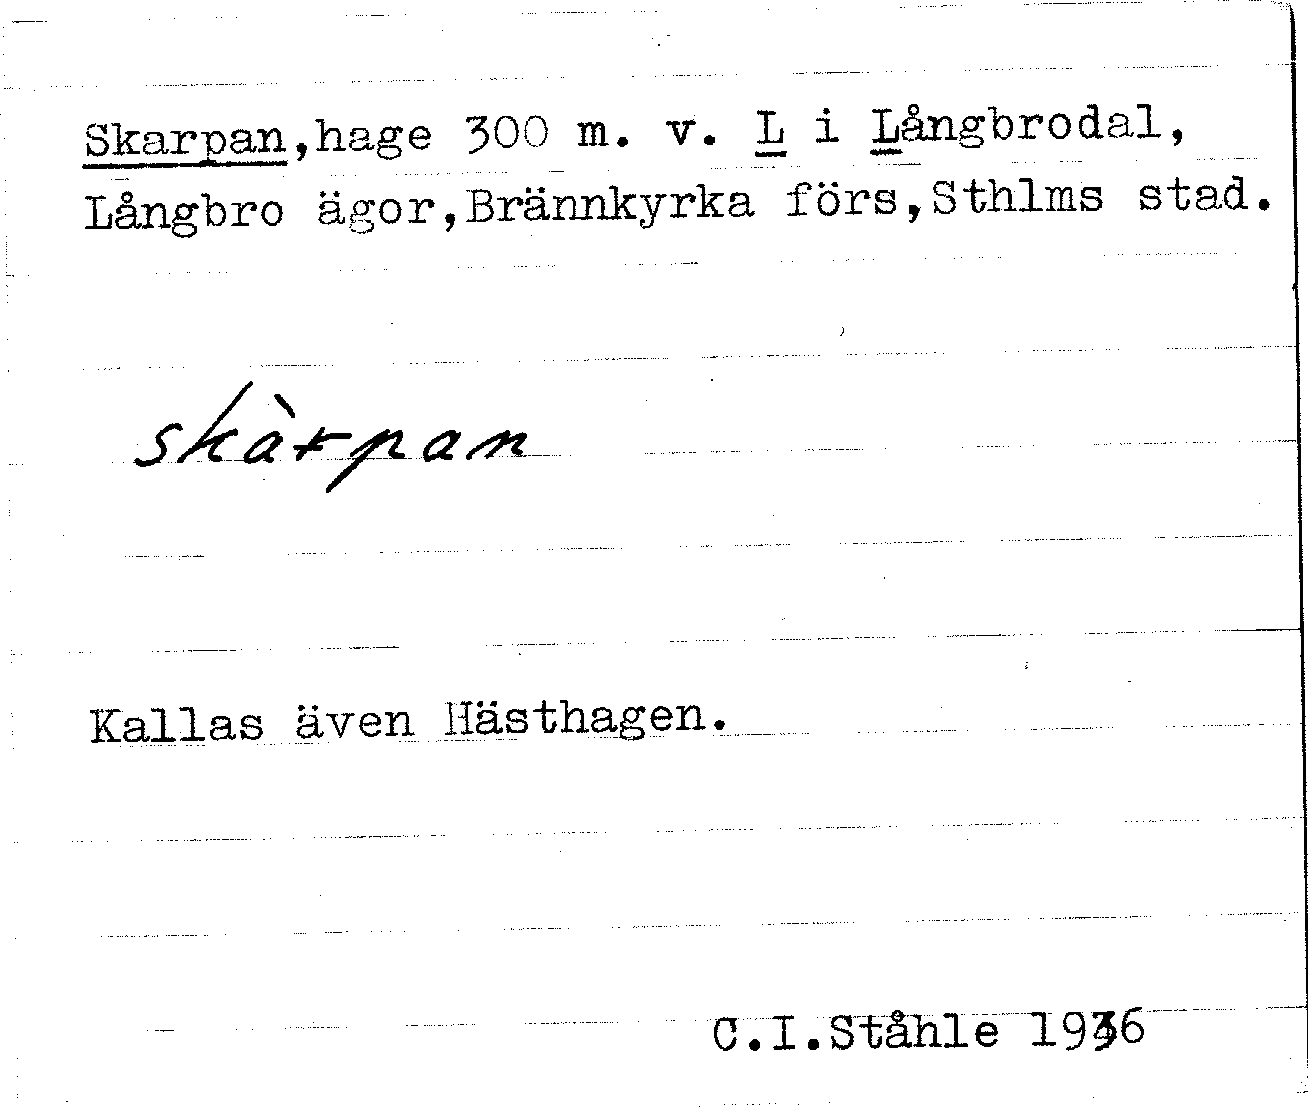 Skarpan,hage 300 m. v. L i Långbrodal,
Långbro ägor,Brännkyrka förs,Sthlms stad.
skàrpan
Kallas även Hästhagen.
C.I.Ståhle 1936